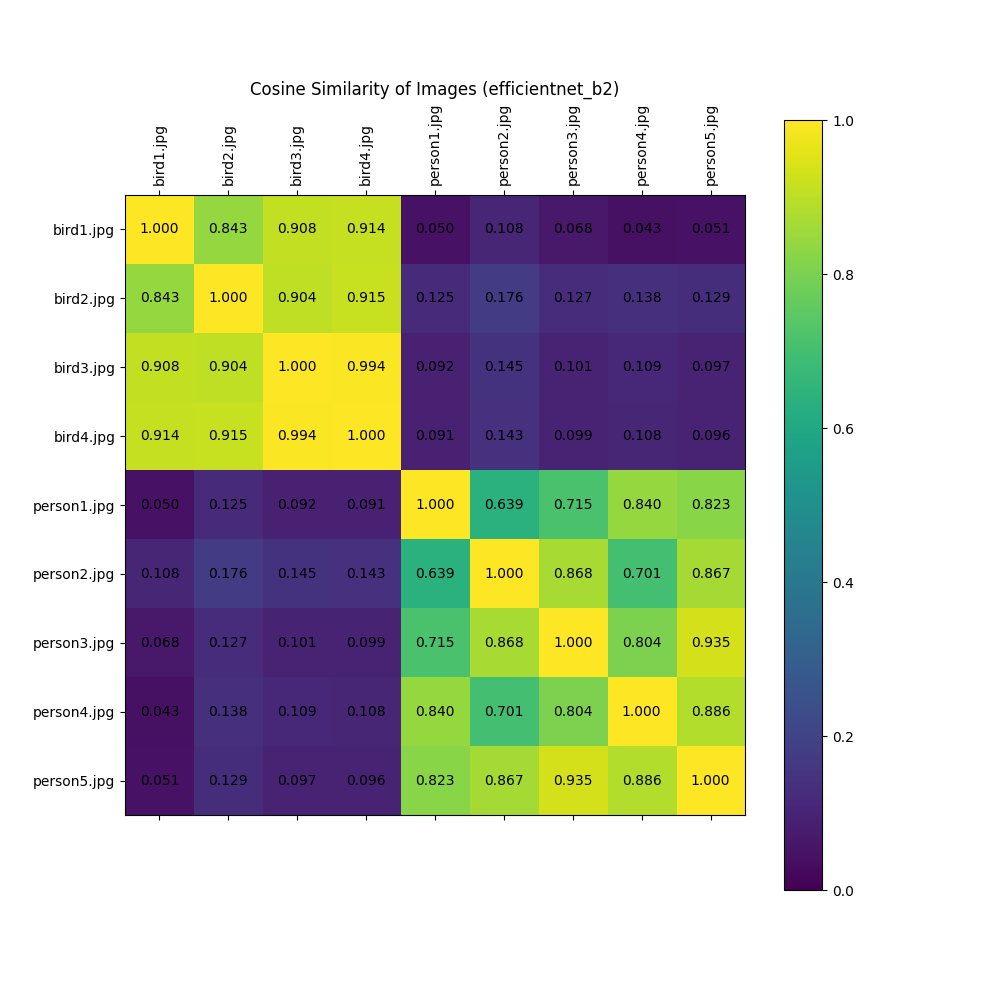 Cosine Similarity of Images (efficientnet_b2)
bird1.jpg bird2.jpg bird3.jpg bird4.jpg person1.jpg person2.jpg person3.jpg person4.jpg person5.jpg
bird1.jpg 1.000 0.843 0.908 0.914 0.050 0.108 0.068 0.043 0.051
bird2.jpg 0.843 1.000 0.904 0.915 0.125 0.176 0.127 0.138 0.129
bird3.jpg 0.908 0.904 1.000 0.994 0.092 0.145 0.101 0.109 0.097
bird4.jpg 0.914 0.915 0.994 1.000 0.091 0.143 0.099 0.108 0.096
person1.jpg 0.050 0.125 0.092 0.091 1.000 0.639 0.715 0.840 0.823
person2.jpg 0.108 0.176 0.145 0.143 0.639 1.000 0.868 0.701 0.867
person3.jpg 0.068 0.127 0.101 0.099 0.715 0.868 1.000 0.804 0.935
person4.jpg 0.043 0.138 0.109 0.108 0.840 0.701 0.804 1.000 0.886
person5.jpg 0.051 0.129 0.097 0.096 0.823 0.867 0.935 0.886 1.000
1.0
0.8
0.6
0.4
0.2
0.0